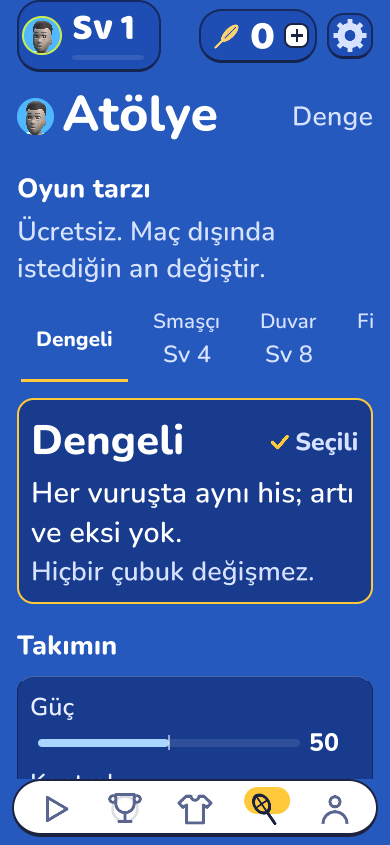 Sv 1
0
Atölye
Denge
Oyun tarzı
Ücretsiz. Maç dışında
istediğin an değiştir.
Dengeli
Smaşçı
Sv 4
Duvar
Sv 8
Fi
Dengeli
Seçili
Her vuruşta aynı his; artı
ve eksi yok.
Hiçbir çubuk değişmez.
Takımın
Güç
50